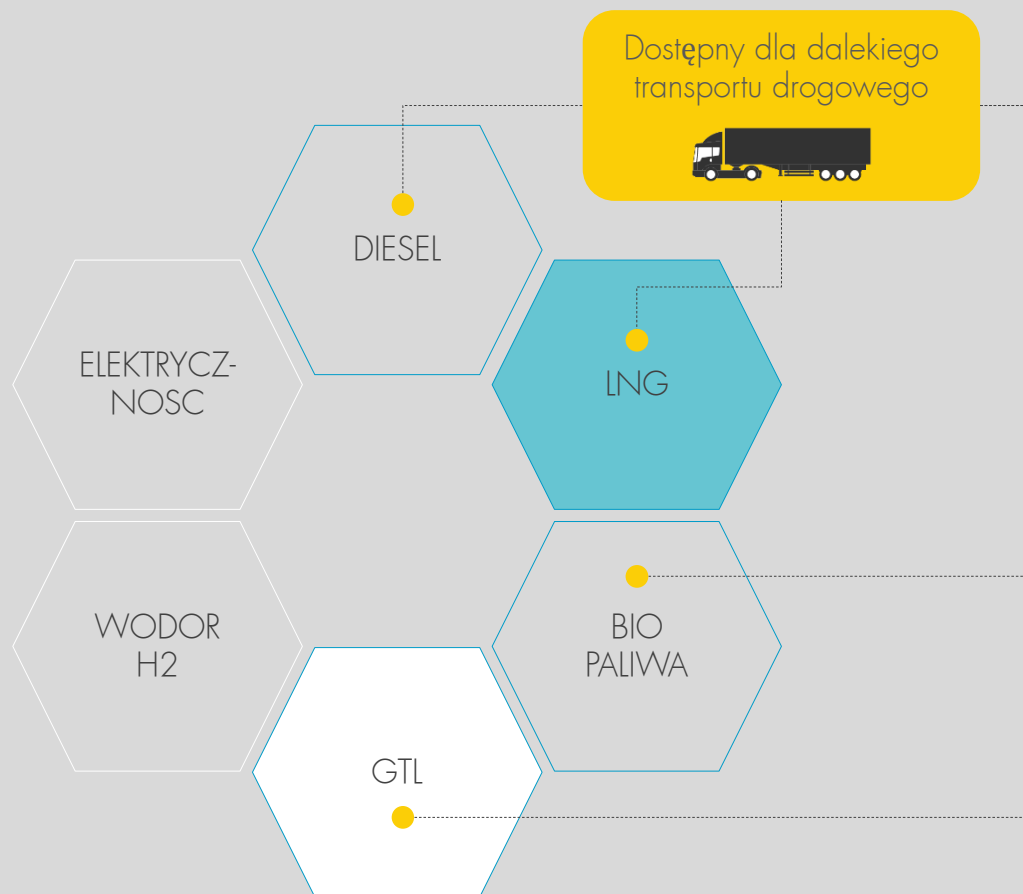 Dostępny dla dalekiego
transportu drogowego
DIESEL
ELEKTRYCZ-
NOSC
LNG
WODOR
H2
BIO
PALIWA
GTL